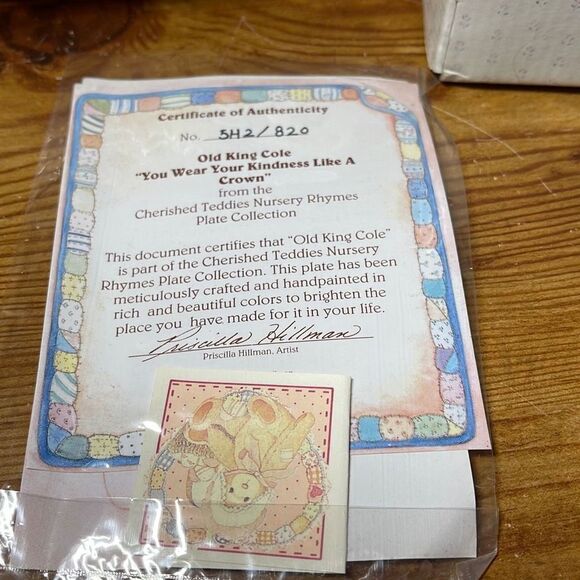 Certificate of Authenticity
No. 5H2/820
Old King Cole
"You Wear Your Kindness Like A
Crown"
from the
Cherished Teddies Nursery Rhymes
Plate Collection
This document certifies that "Old King Cole"
is part of the Cherished Teddies Nursery
Rhymes Plate Collection. This plate has been
meticulously crafted and handpainted in
rich and beautiful colors to brighten the
place you have made for it in your life.
Priscilla Hillman
Priscilla Hillman, Artist